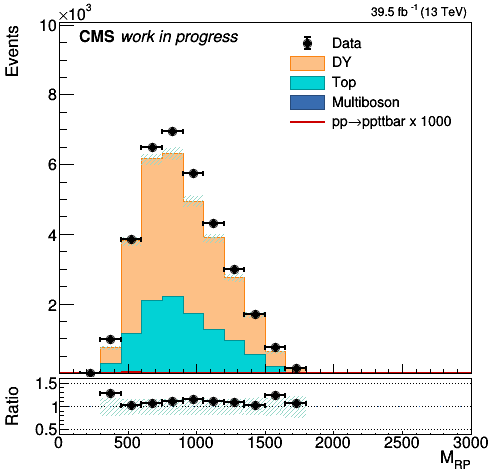 ×10³
39.5 fb⁻¹ (13 TeV)
Events
CMS work in progress
Data
DY
Top
Multiboson
pp→ppttbar x 1000
10
8
6
4
2
Ratio
1.5
1
0.5
0 500 1000 1500 2000 2500 3000
M_RP